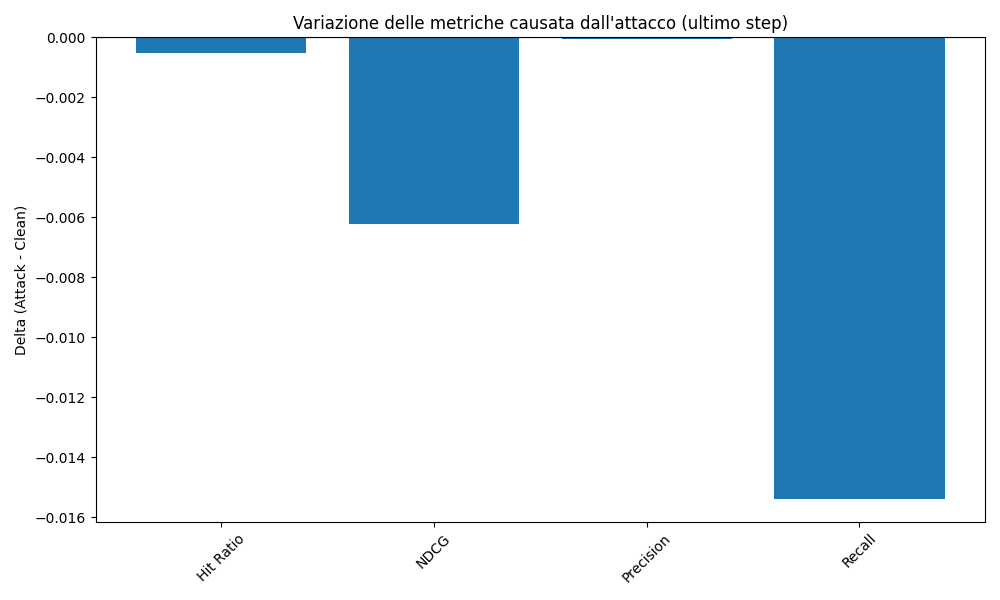 Variazione delle metriche causata dall'attacco (ultimo step)
Delta (Attack - Clean)
0.000
−0.002
−0.004
−0.006
−0.008
−0.010
−0.012
−0.014
−0.016
Hit Ratio
NDCG
Precision
Recall